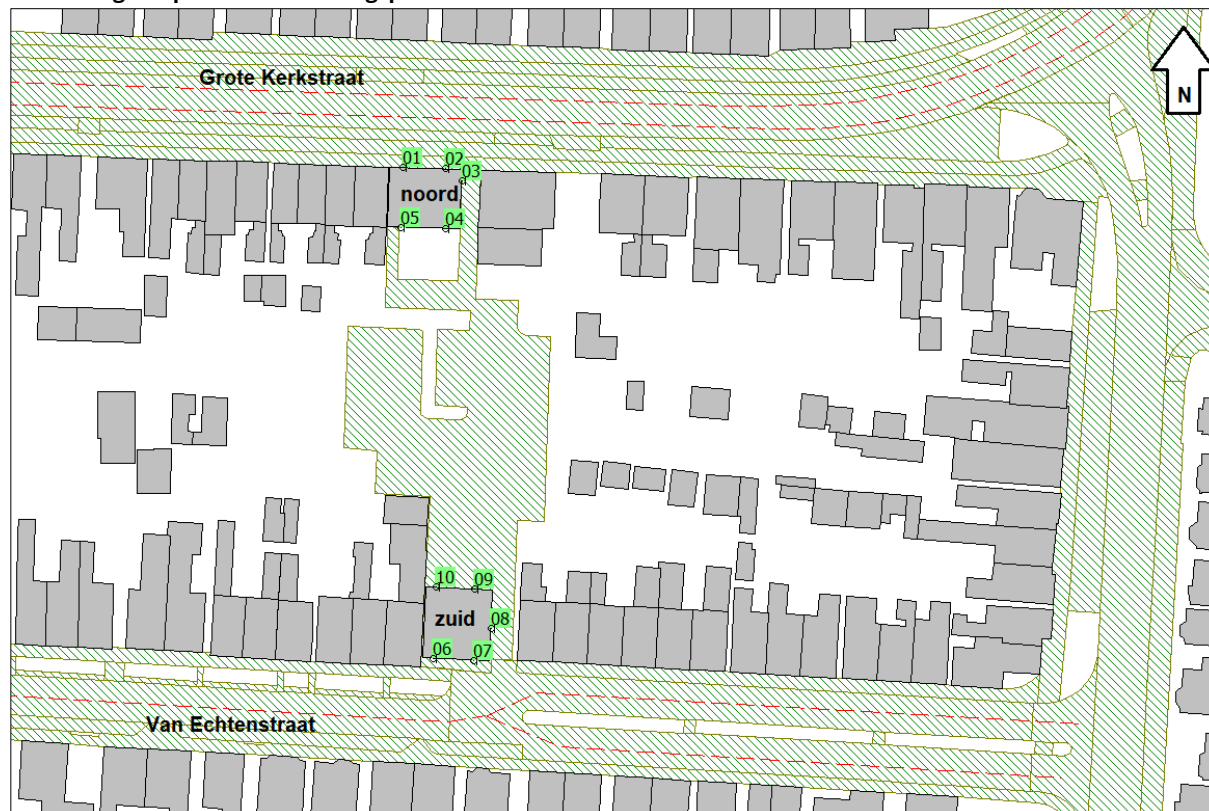 Grote Kerkstraat
N
01 02
03
noord
05 04
10 09
zuid 08
06 07
Van Echtenstraat